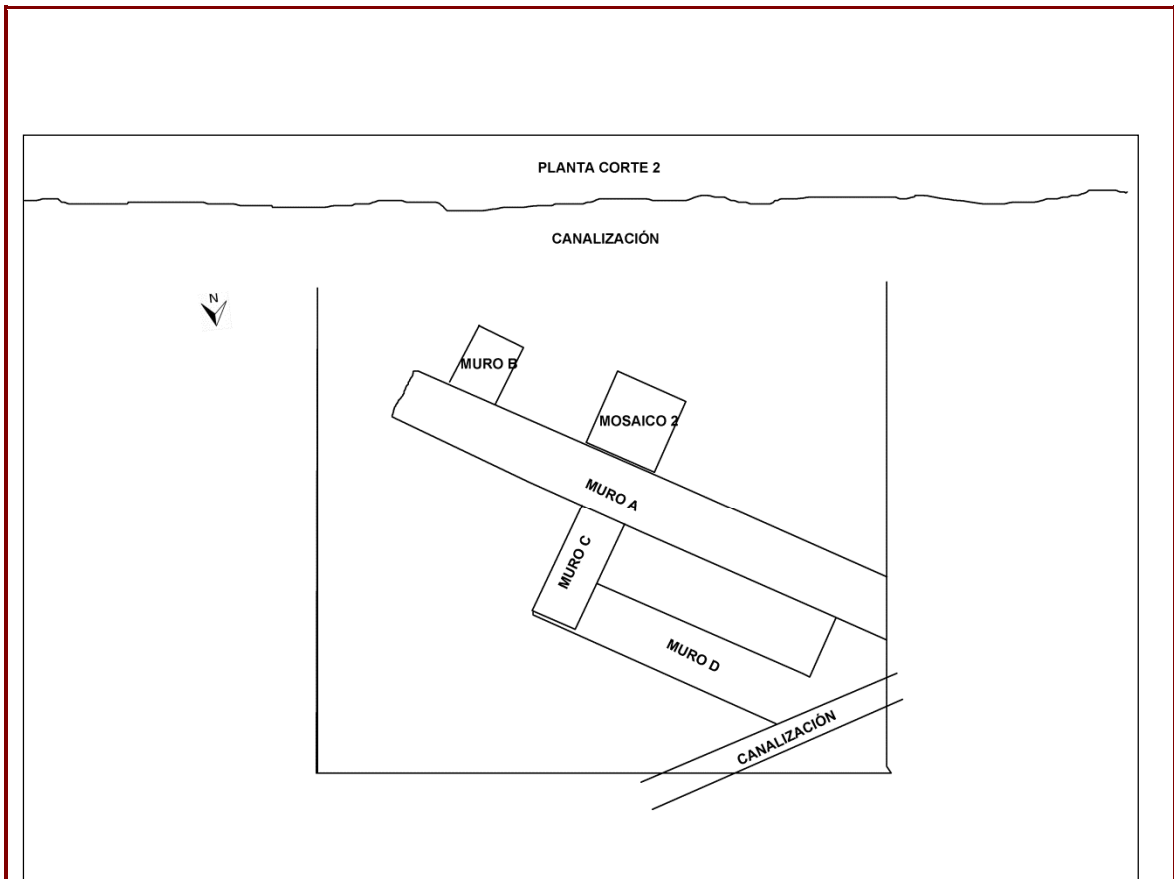 PLANTA CORTE 2
CANALIZACIÓN
N
MURO B
MOSAICO 2
MURO A
MURO C
MURO D
CANALIZACIÓN